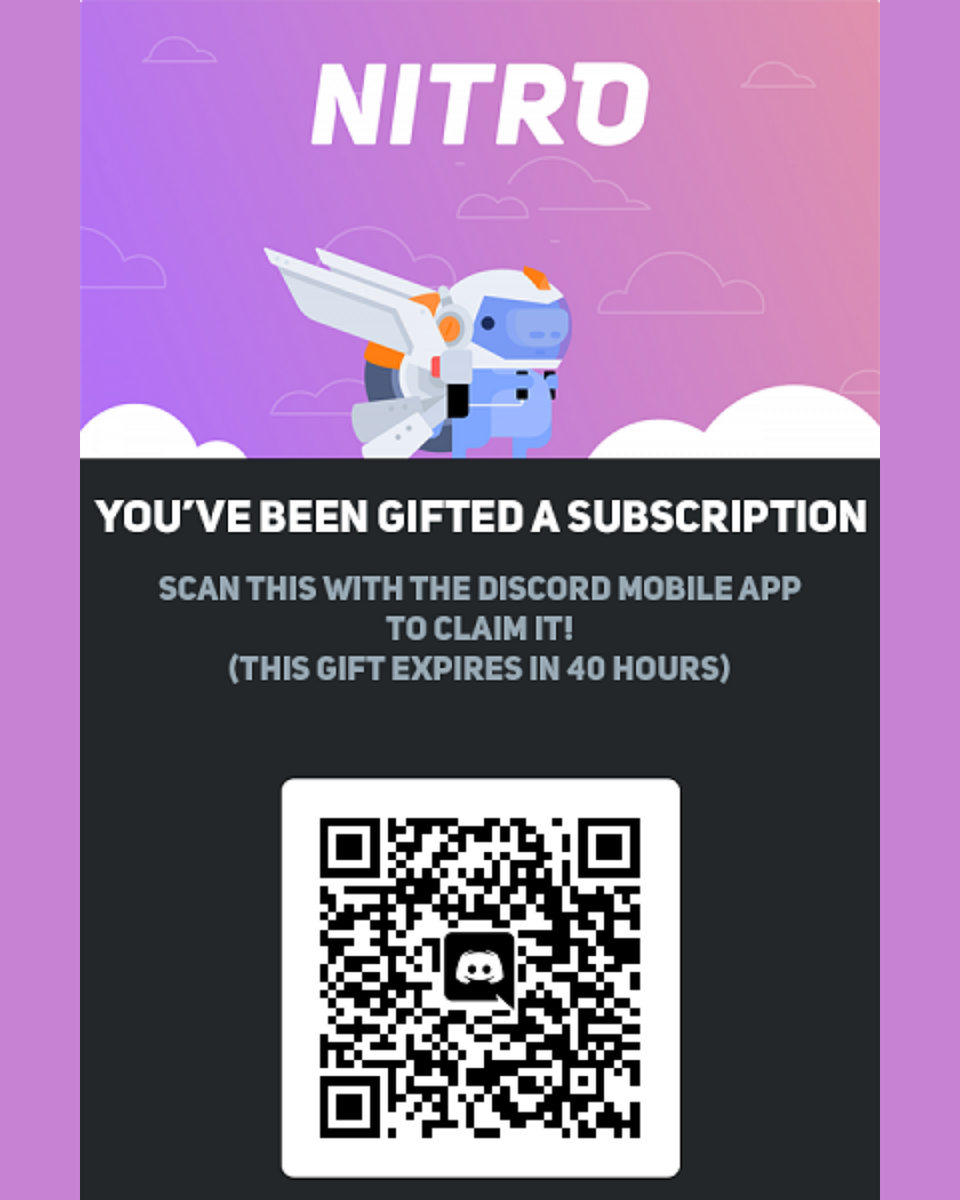 NITRO
YOU'VE BEEN GIFTED A SUBSCRIPTION
SCAN THIS WITH THE DISCORD MOBILE APP
TO CLAIM IT!
(THIS GIFT EXPIRES IN 40 HOURS)